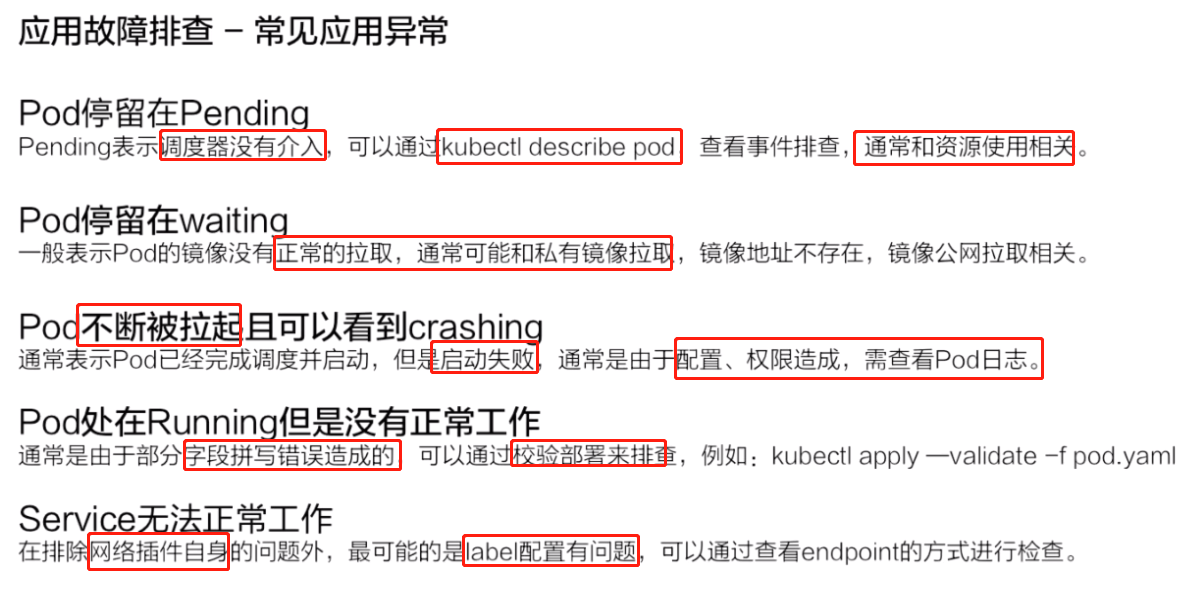 应用故障排查 – 常见应用异常
Pod停留在Pending
Pending表示调度器没有介入，可以通过kubectl describe pod，查看事件排查，通常和资源使用相关。
Pod停留在waiting
一般表示Pod的镜像没有正常的拉取，通常可能和私有镜像拉取，镜像地址不存在，镜像公网拉取相关。
Pod不断被拉起且可以看到crashing
通常表示Pod已经完成调度并启动，但是启动失败，通常是由于配置、权限造成，需查看Pod日志。
Pod处在Running但是没有正常工作
通常是由于部分字段拼写错误造成的，可以通过校验部署来排查，例如：kubectl apply —validate –f pod.yaml
Service无法正常工作
在排除网络插件自身的问题外，最可能的是label配置有问题，可以通过查看endpoint的方式进行检查。